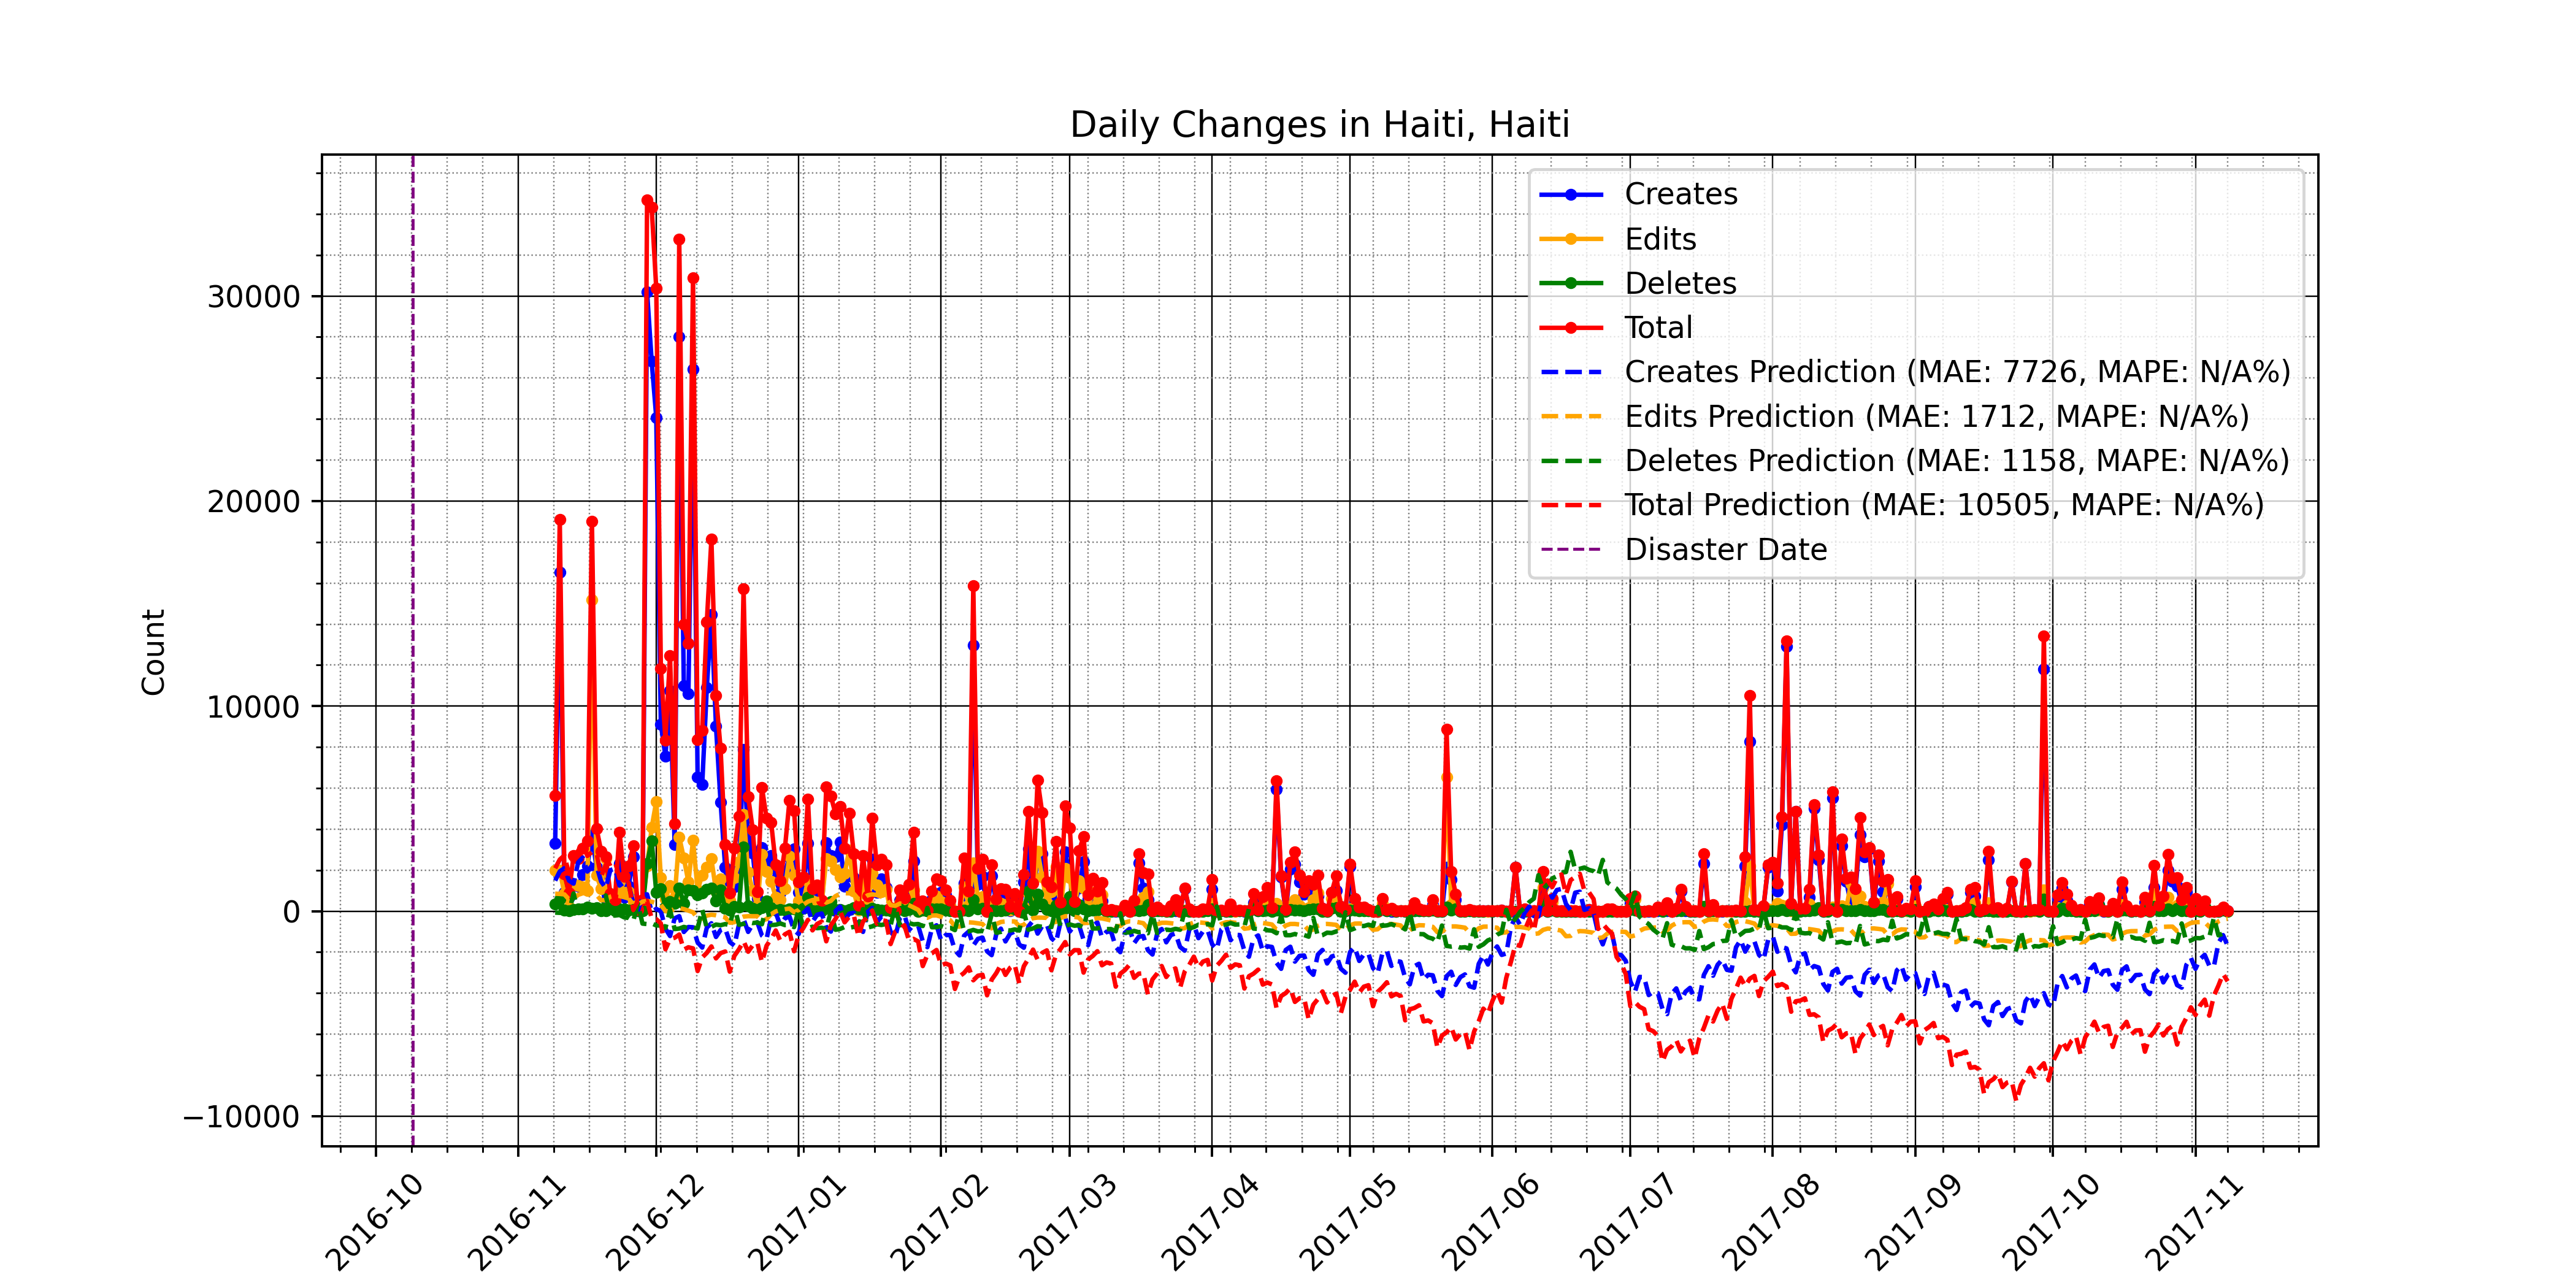 Daily Changes in Haiti, Haiti
Count
30000
20000
10000
0
−10000
Creates
Edits
Deletes
Total
Creates Prediction (MAE: 7726, MAPE: N/A%)
Edits Prediction (MAE: 1712, MAPE: N/A%)
Deletes Prediction (MAE: 1158, MAPE: N/A%)
Total Prediction (MAE: 10505, MAPE: N/A%)
Disaster Date
2016-10
2016-11
2016-12
2017-01
2017-02
2017-03
2017-04
2017-05
2017-06
2017-07
2017-08
2017-09
2017-10
2017-11